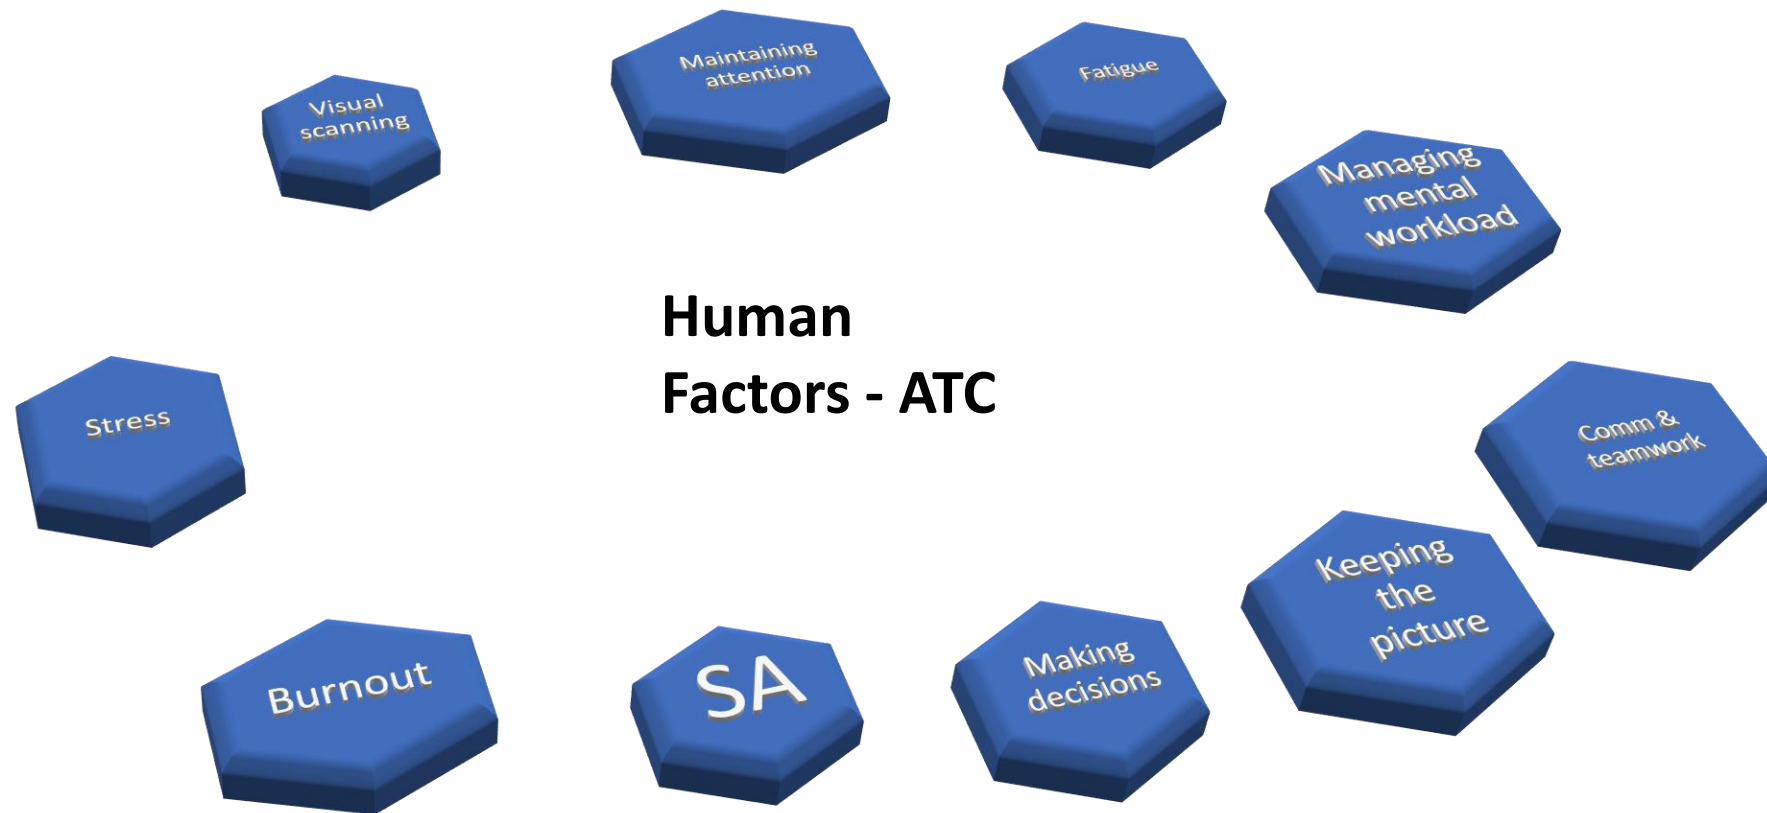 Visual
scanning
Maintaining
attention
Fatigue
Managing
mental
workload
Human
Factors - ATC
Stress
Comm &
teamwork
Keeping
the
picture
Burnout
SA
Making
decisions